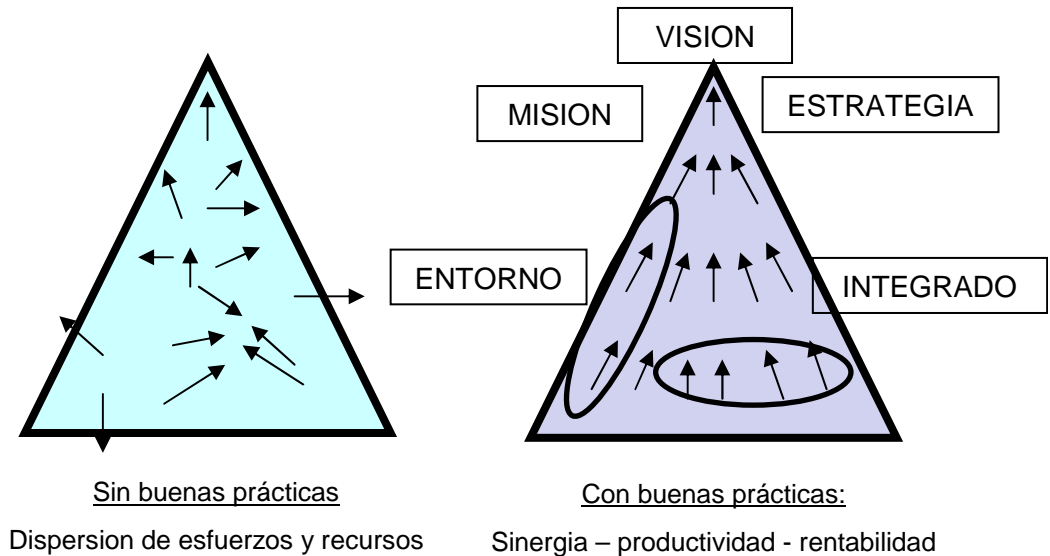 VISION
MISION
ESTRATEGIA
ENTORNO
INTEGRADO
Sin buenas prácticas
Dispersion de esfuerzos y recursos
Con buenas prácticas:
Sinergia – productividad - rentabilidad